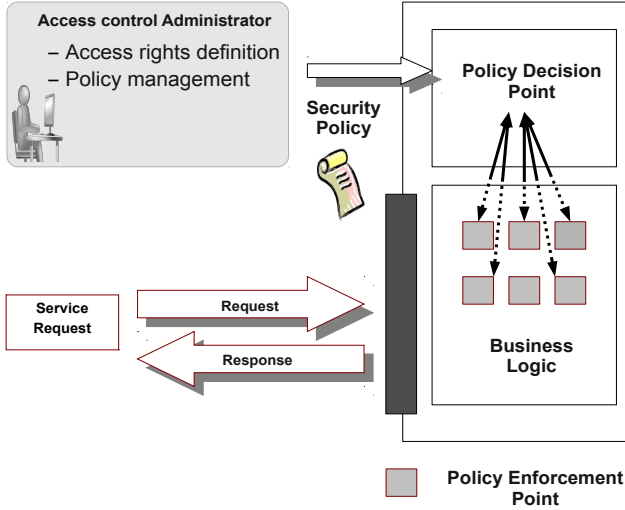 Access control Administrator
– Access rights definition
– Policy management
Security
Policy
Policy Decision
Point
Service
Request
Request
Response
Business
Logic
Policy Enforcement
Point